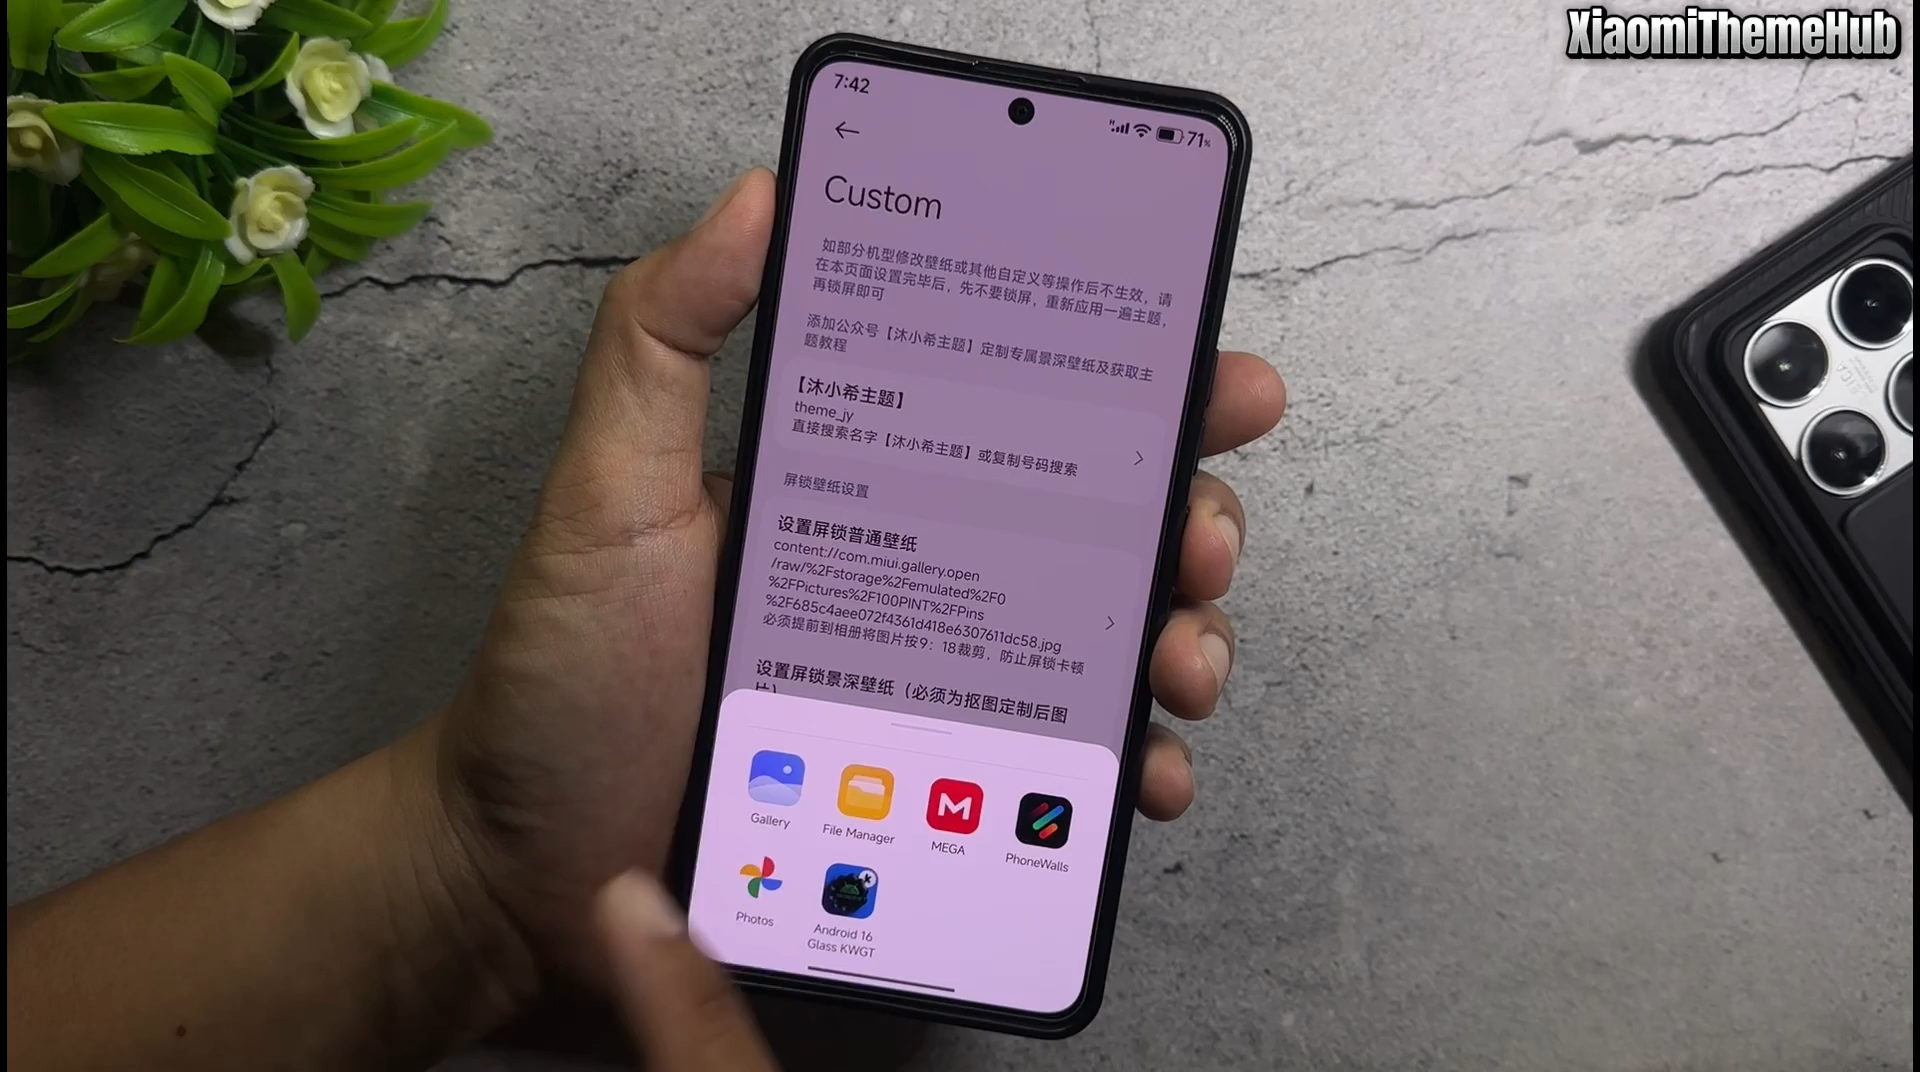 XiaomiThemeHub
7:42
71%
Custom
如部分机型修改壁纸或其他自定义等操作后不生效，请
在本页面设置完毕后，先不要锁屏，重新应用一遍主题，
再锁屏即可
添加公众号【沐小希主题】定制专属景深壁纸及获取主
题教程
【沐小希主题】
theme_jy
直接搜索名字【沐小希主题】或复制号码搜索
屏锁壁纸设置
设置屏锁普通壁纸
content://com.miui.gallery.open
/raw/%2Fstorage%2Femulated%2F0
%2FPictures%2F100PINT%2FPins
%2F685c4aee072f4361d418e6307611dc58.jpg
必须提前到相册将图片按9：18裁剪，防止屏锁卡顿
设置屏锁景深壁纸（必须为抠图定制后图
片）
Gallery
File Manager
MEGA
PhoneWalls
Photos
Android 16
Glass KWGT